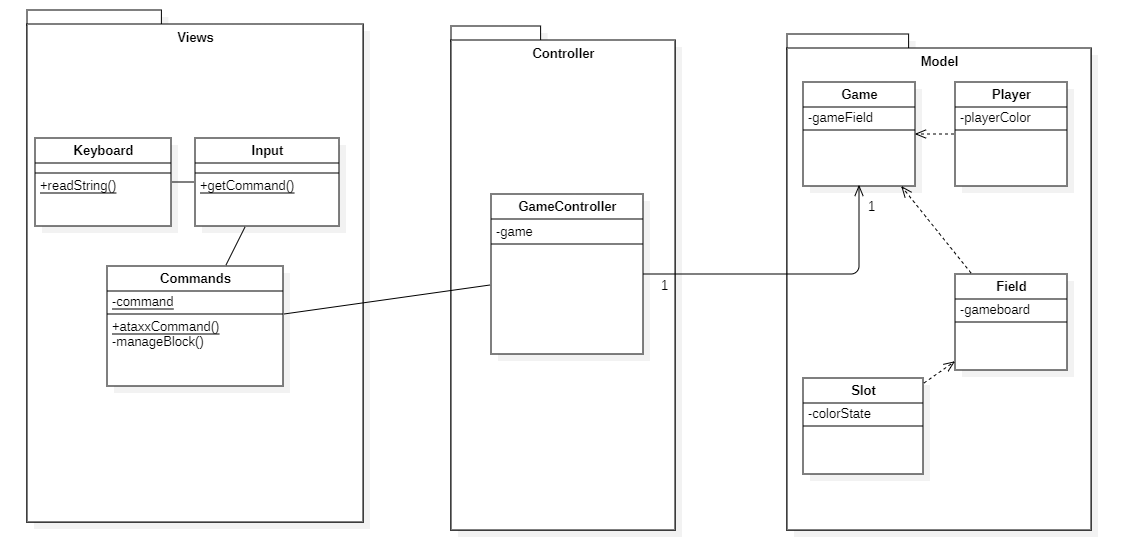 Views
Keyboard
+readString()
Input
+getCommand()
Commands
-command
+ataxxCommand()
-manageBlock()
Controller
GameController
-game
1
1
Model
Game
-gameField
Player
-playerColor
Field
-gameboard
Slot
-colorState